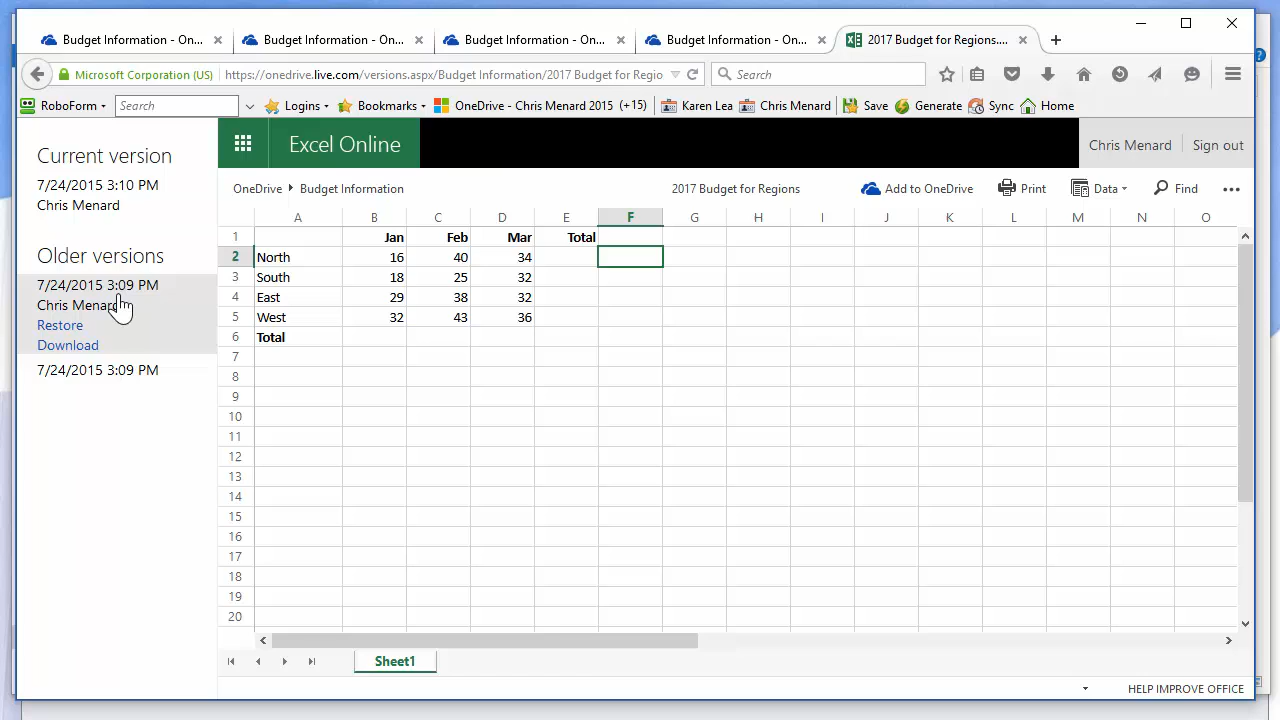 Budget Information - On...
Budget Information - On...
Budget Information - On...
Budget Information - On...
2017 Budget for Regions....
Microsoft Corporation (US)
https://onedrive.live.com/versions.aspx/Budget Information/2017 Budget for Regio
Search
RoboForm
Search
Logins
Bookmarks
OneDrive - Chris Menard 2015 (+15)
Karen Lea
Chris Menard
Save
Generate
Sync
Home
Current version
7/24/2015 3:10 PM
Chris Menard
Older versions
7/24/2015 3:09 PM
Chris Menard
Restore
Download
7/24/2015 3:09 PM
Excel Online
Chris Menard
Sign out
OneDrive
Budget Information
2017 Budget for Regions
Add to OneDrive
Print
Data
Find
A B C D E F G H I J K L M N O
1 Jan Feb Mar Total
2 North 16 40 34
3 South 18 25 32
4 East 29 38 32
5 West 32 43 36
6 Total
7
8
9
10
11
12
13
14
15
16
17
18
19
20
Sheet1
HELP IMPROVE OFFICE